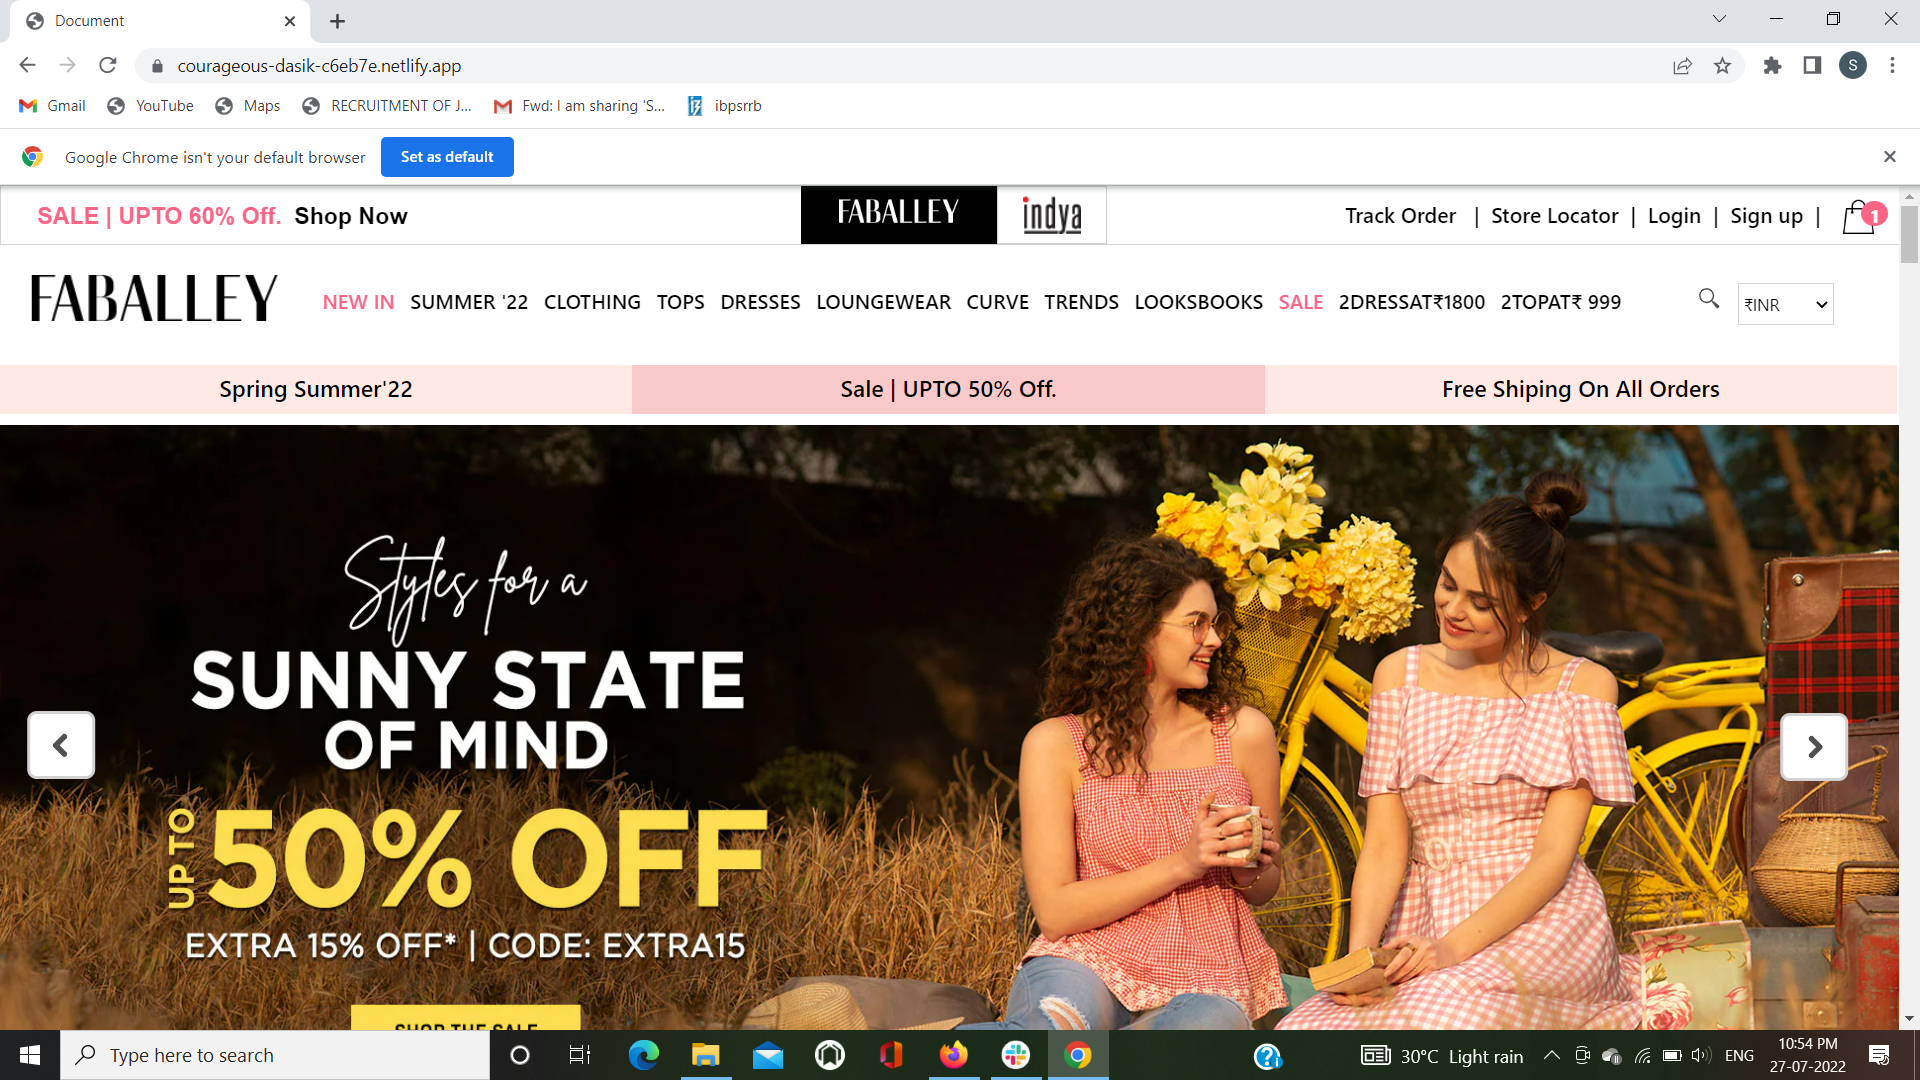 Document
courageous-dasik-c6eb7e.netlify.app
Gmail YouTube Maps RECRUITMENT OF J... Fwd: I am sharing 'S... ibpsrrb
Google Chrome isn't your default browser Set as default
SALE | UPTO 60% Off. Shop Now FABALLEY indya Track Order | Store Locator | Login | Sign up | 1
FABALLEY NEW IN SUMMER '22 CLOTHING TOPS DRESSES LOUNGEWEAR CURVE TRENDS LOOKSBOOKS SALE 2DRESSAT₹1800 2TOPAT₹ 999 ₹INR
Spring Summer'22 Sale | UPTO 50% Off. Free Shiping On All Orders
Styles for a
SUNNY STATE
OF MIND
UP TO 50% OFF
EXTRA 15% OFF* | CODE: EXTRA15
SHOP THE SALE
Type here to search 30°C Light rain ENG 10:54 PM
27-07-2022
S